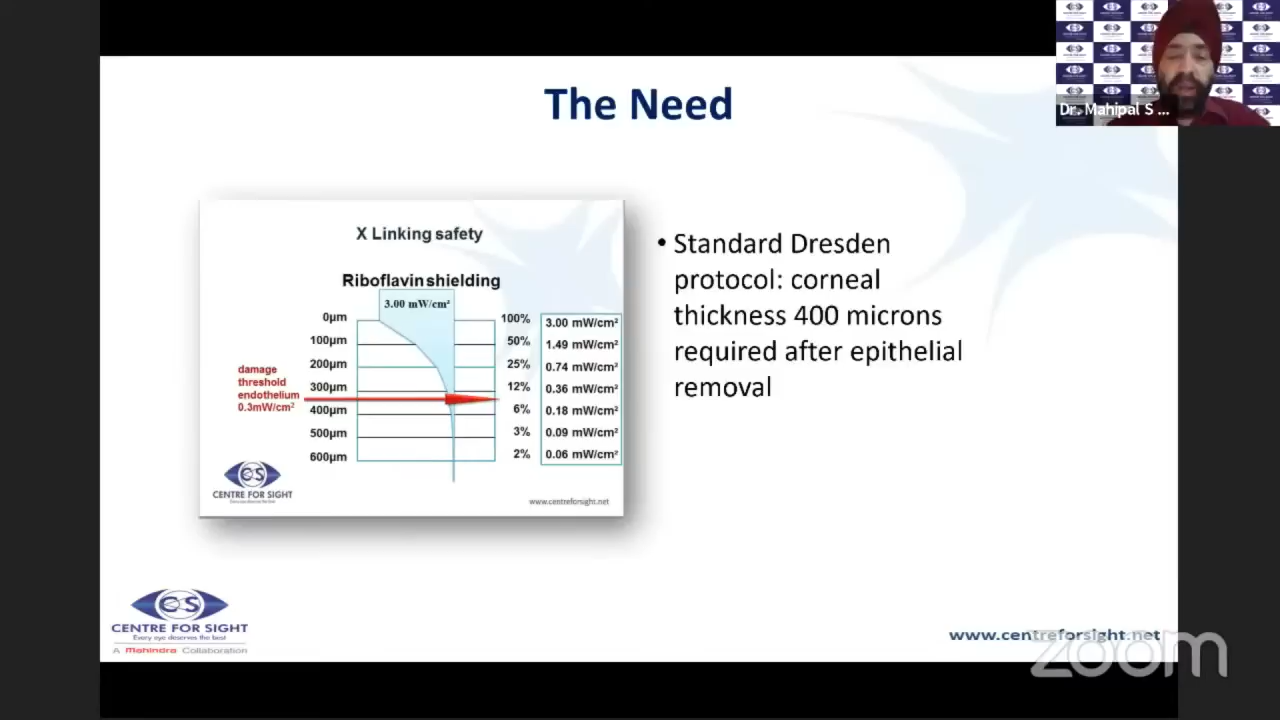 The Need
Dr. Mahipal S ...
X Linking safety
Riboflavin shielding
3.00 mW/cm²
0µm 100% 3.00 mW/cm²
100µm 50% 1.49 mW/cm²
200µm 25% 0.74 mW/cm²
300µm 12% 0.36 mW/cm²
400µm 6% 0.18 mW/cm²
500µm 3% 0.09 mW/cm²
600µm 2% 0.06 mW/cm²
damage
threshold
endothelium
0.3mW/cm²
CS
CENTRE FOR SIGHT
www.centreforsight.net
• Standard Dresden
protocol: corneal
thickness 400 microns
required after epithelial
removal
CS
CENTRE FOR SIGHT
Every eye deserves the best
A Mahindra Collaboration
www.centreforsight.net
zoom